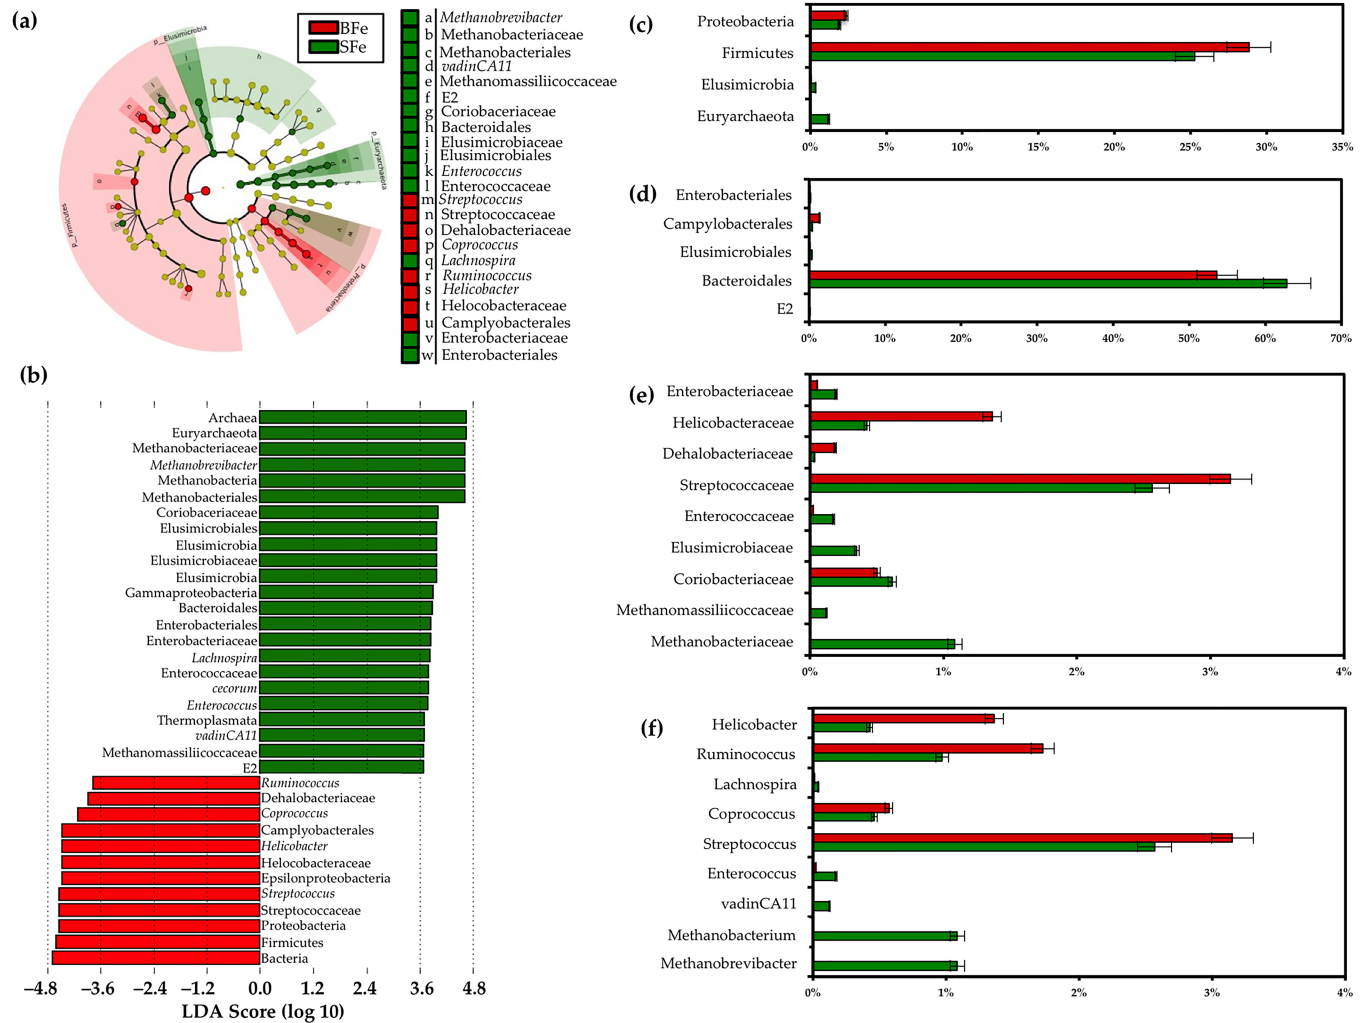 (a)
BFe
SFe
p__Elusimicrobia
p__Euryarchaeota
p__Firmicutes
p__Proteobacteria
a Methanobrevibacter
b Methanobacteriaceae
c Methanobacteriales
d vadinCA11
e Methanomassiliicoccaceae
f E2
g Coriobaceriaceae
h Bacteroidales
i Elusimicrobiaceae
j Elusimicrobiales
k Enterococcus
l Enterococcaceae
m Streptococcus
n Streptococcaceae
o Dehalobacteriaceae
p Coprococcus
q Lachnospira
r Ruminococcus
s Helicobacter
t Helocobacteraceae
u Camplyobacterales
v Enterobacteriaceae
w Enterobacteriales
(b)
Archaea
Euryarchaeota
Methanobacteriaceae
Methanobrevibacter
Methanobacteria
Methanobacteriales
Coriobacteriaceae
Elusimicrobiales
Elusimicrobia
Elusimicrobiaceae
Elusimicrobia
Gammaproteobacteria
Bacteroidales
Enterobacteriales
Enterobacteriaceae
Lachnospira
Enterococcaceae
cecorum
Enterococcus
Thermoplasmata
vadinCA11
Methanomassiliicoccaceae
E2
Ruminococcus
Dehalobacteriaceae
Coprococcus
Camplyobacterales
Helicobacter
Helocobacteraceae
Epsilonproteobacteria
Streptococcus
Streptococcaceae
Proteobacteria
Firmicutes
Bacteria
−4.8 −3.6 −2.4 −1.2 0.0 1.2 2.4 3.6 4.8
LDA Score (log 10)
(c)
Proteobacteria
Firmicutes
Elusimicrobia
Euryarchaeota
0% 5% 10% 15% 20% 25% 30% 35%
(d)
Enterobacteriales
Campylobacterales
Elusimicrobiales
Bacteroidales
E2
0% 10% 20% 30% 40% 50% 60% 70%
(e)
Enterobacteriaceae
Helicobacteraceae
Dehalobacteriaceae
Streptococcaceae
Enterococcaceae
Elusimicrobiaceae
Coriobacteriaceae
Methanomassiliicoccaceae
Methanobacteriaceae
0% 1% 2% 3% 4%
(f)
Helicobacter
Ruminococcus
Lachnospira
Coprococcus
Streptococcus
Enterococcus
vadinCA11
Methanobacterium
Methanobrevibacter
0% 1% 2% 3% 4%